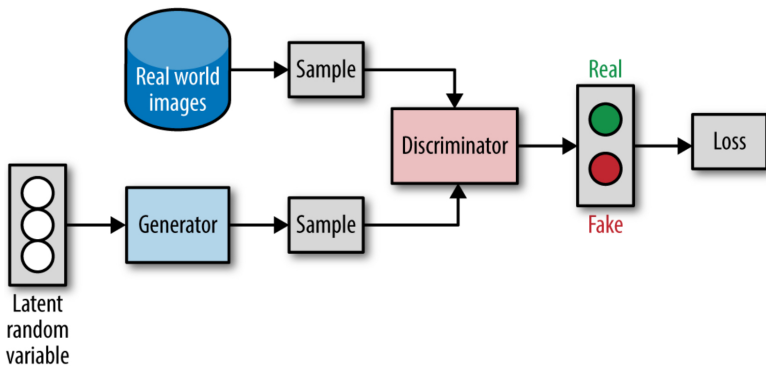 Real world
images
Sample
Real
Discriminator
Loss
Generator
Sample
Fake
Latent
random
variable